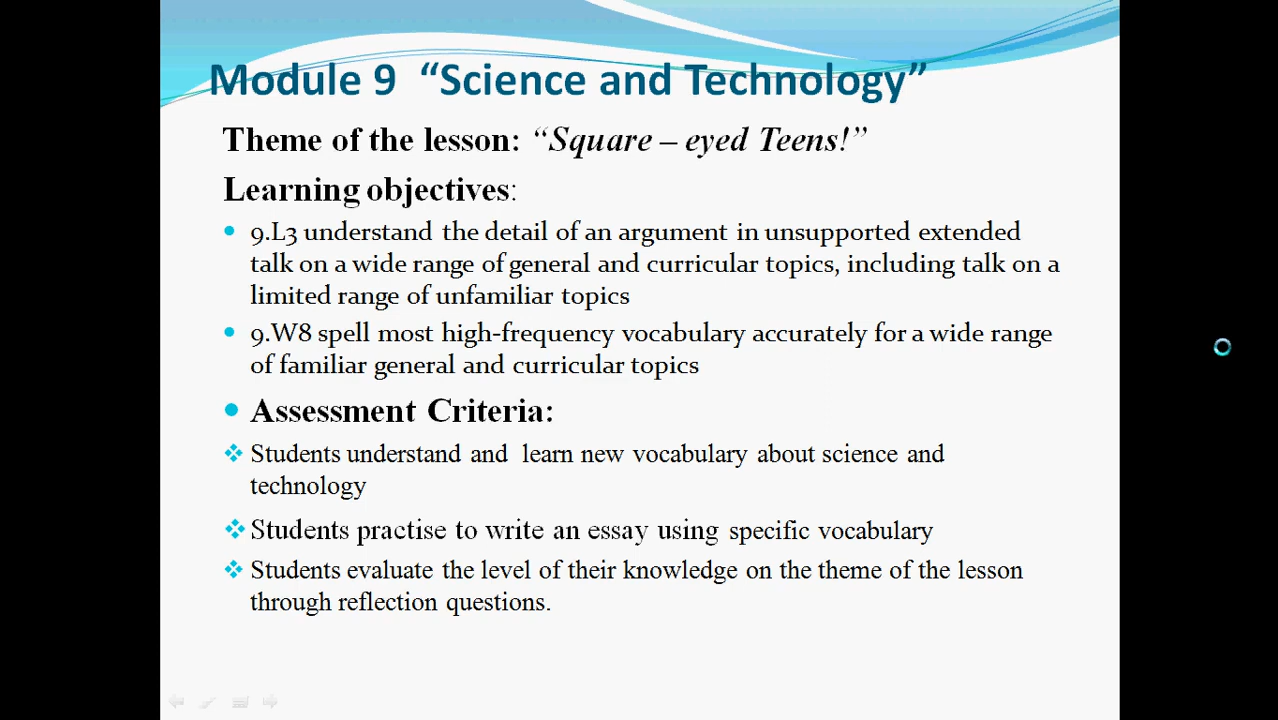 Module 9 “Science and Technology”
Theme of the lesson: “Square – eyed Teens!”
Learning objectives:
9.L3 understand the detail of an argument in unsupported extended
talk on a wide range of general and curricular topics, including talk on a
limited range of unfamiliar topics
9.W8 spell most high-frequency vocabulary accurately for a wide range
of familiar general and curricular topics
Assessment Criteria:
Students understand and learn new vocabulary about science and
technology
Students practise to write an essay using specific vocabulary
Students evaluate the level of their knowledge on the theme of the lesson
through reflection questions.